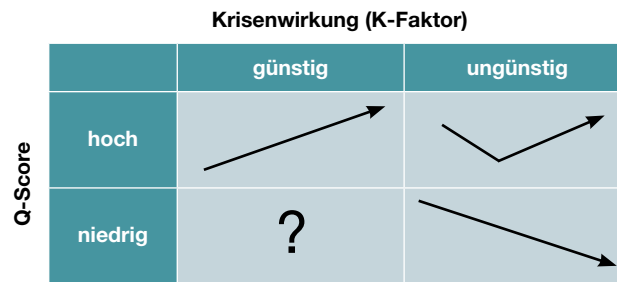 Krisenwirkung (K-Faktor)
günstig
ungünstig
Q-Score
hoch
niedrig
?